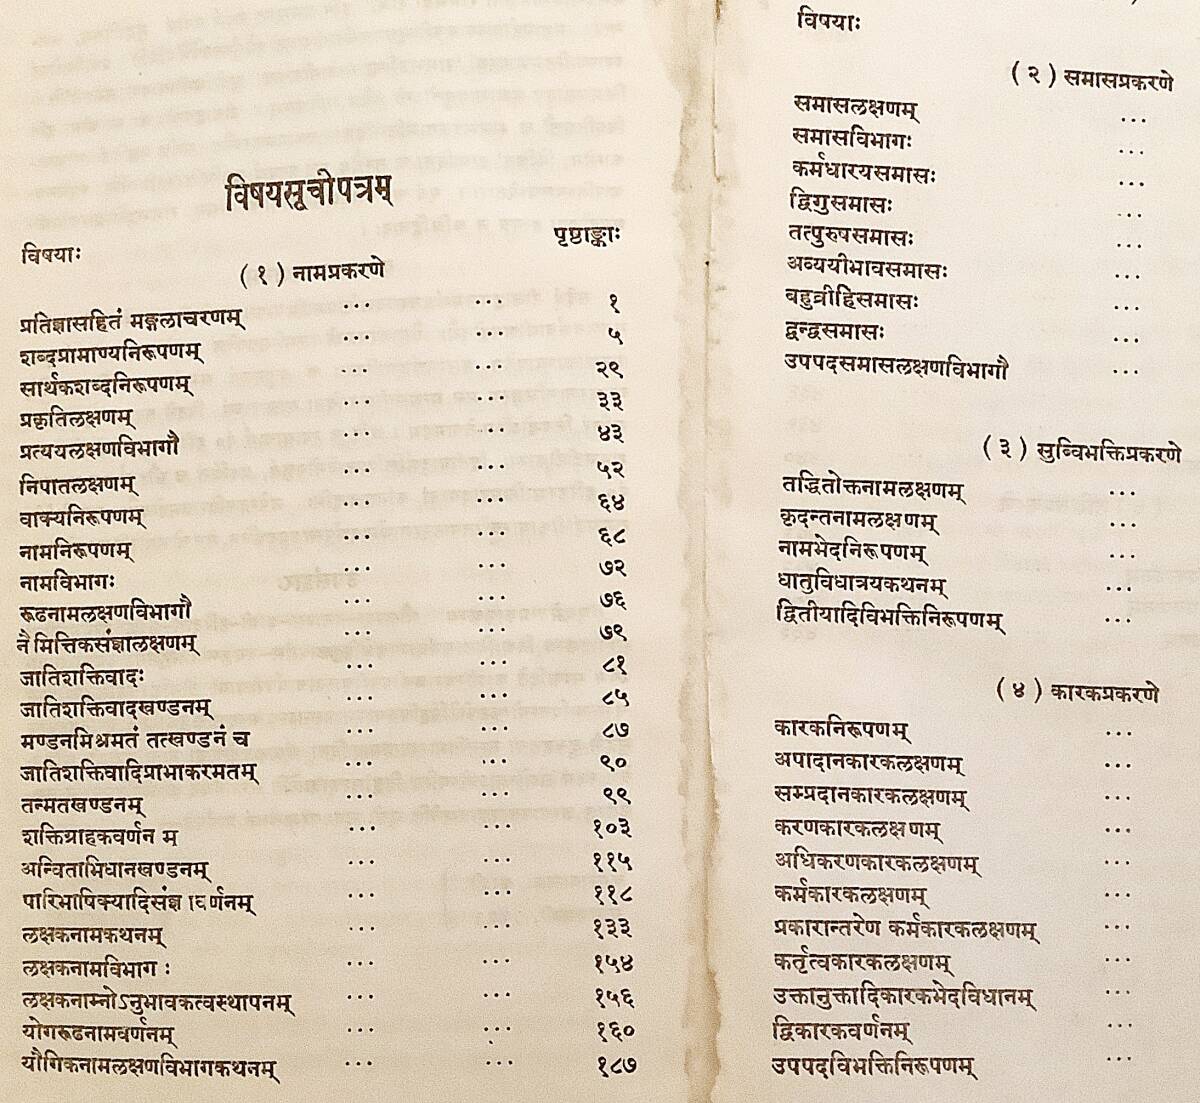 विषयसूचीपत्रम्
विषयाः पृष्ठाङ्काः
( १ ) नामप्रकरणे
प्रतिज्ञासहितं मङ्गलाचरणम् ... ... १
शब्दप्रामाण्यनिरूपणम् ... ... ५
सार्थकशब्दनिरूपणम् ... ... २९
प्रकृतिलक्षणम् ... ... ३३
प्रत्ययलक्षणविभागौ ... ... ४३
निपातलक्षणम् ... ... ५२
वाक्यनिरूपणम् ... ... ६४
नामनिरूपणम् ... ... ६८
नामविभागः ... ... ७२
रूढनामलक्षणविभागौ ... ... ७६
नैमित्तिकसंज्ञालक्षणम् ... ... ७९
जातिशक्तिवादः ... ... ८१
जातिशक्तिवादखण्डनम् ... ... ८५
मण्डनमिश्रमतं तत्खण्डनं च ... ... ८७
जातिशक्तिवादिप्राभाकरमतम् ... ... ९०
तन्मतखण्डनम् ... ... ९९
शक्तिग्राहकवर्णनम् ... ... १०३
अन्विताभिधानखण्डनम् ... ... ११५
पारिभाषिक्यादिसंज्ञावर्णनम् ... ... ११८
लक्षकनामकथनम् ... ... १३३
लक्षकनामविभागः ... ... १५४
लक्षकनाम्नोऽनुभावकत्वस्थापनम् ... ... १५६
योगरूढनामवर्णनम् ... ... १६०
यौगिकनामलक्षणविभागकथनम् ... ... १८७
विषयाः
( २ ) समासप्रकरणे
समासलक्षणम् ...
समासविभागः ...
कर्मधारयसमासः ...
द्विगुसमासः ...
तत्पुरुषसमासः ...
अव्ययीभावसमासः ...
बहुव्रीहिसमासः ...
द्वन्द्वसमासः ...
उपपदसमासलक्षणविभागौ ...
( ३ ) सुब्विभक्तिप्रकरणे
तद्धितोक्तनामलक्षणम् ...
कृदन्तनामलक्षणम् ...
नामभेदनिरूपणम् ...
धातुविधात्रयकथनम् ...
द्वितीयादिविभक्तिनिरूपणम् ...
( ४ ) कारकप्रकरणे
कारकनिरूपणम् ...
अपादानकारकलक्षणम् ...
सम्प्रदानकारकलक्षणम् ...
करणकारकलक्षणम् ...
अधिकरणकारकलक्षणम् ...
कर्मकारकलक्षणम् ...
प्रकारान्तरेण कर्मकारकलक्षणम् ...
कर्तृत्वकारकलक्षणम् ...
उक्तानुक्तादिकारकभेदविधानम् ...
द्विकारकवर्णनम् ...
उपपदविभक्तिनिरूपणम् ...